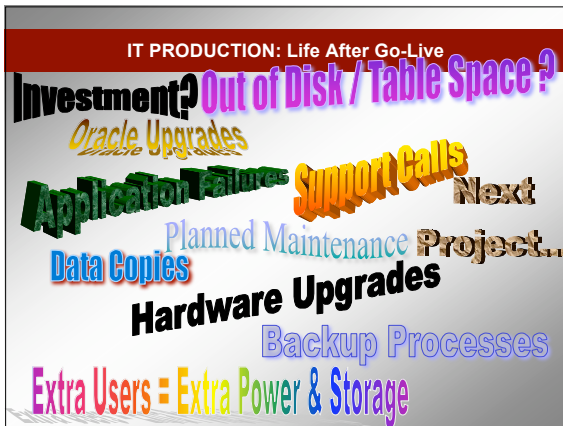 IT PRODUCTION: Life After Go-Live
Investment?
Out of Disk / Table Space ?
Oracle Upgrades
Application Failures
Support Calls
Next
Project...
Planned Maintenance
Data Copies
Hardware Upgrades
Backup Processes
Extra Users = Extra Power & Storage